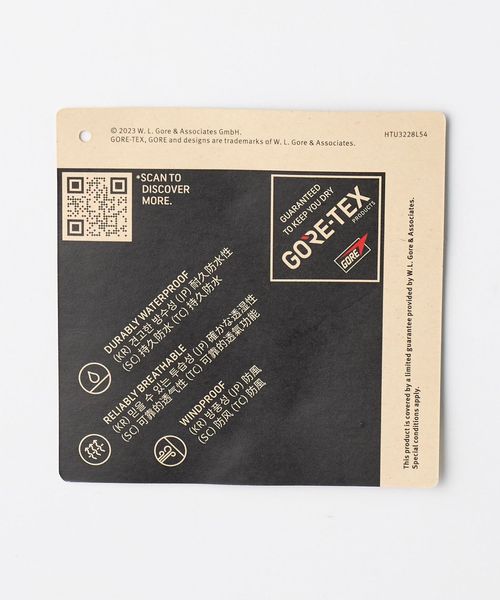 © 2023 W. L. Gore & Associates GmbH.
GORE-TEX, GORE and designs are trademarks of W. L. Gore & Associates.
HTU3228L54
*SCAN TO
DISCOVER
MORE.
GUARANTEED
TO KEEP YOU DRY
GORE-TEX
PRODUCTS
GORE
DURABLY WATERPROOF
(KR) 견고한 방수성 (JP) 耐久防水性
(SC) 持久防水 (TC) 持久防水
RELIABLY BREATHABLE
(KR) 믿을 수 있는 투습성 (JP) 確かな透湿性
(SC) 可靠的透气性 (TC) 可靠的透氣功能
WINDPROOF
(KR) 방풍성 (JP) 防風
(SC) 防风 (TC) 防風
This product is covered by a limited guarantee provided by W. L. Gore & Associates.
Special conditions apply.